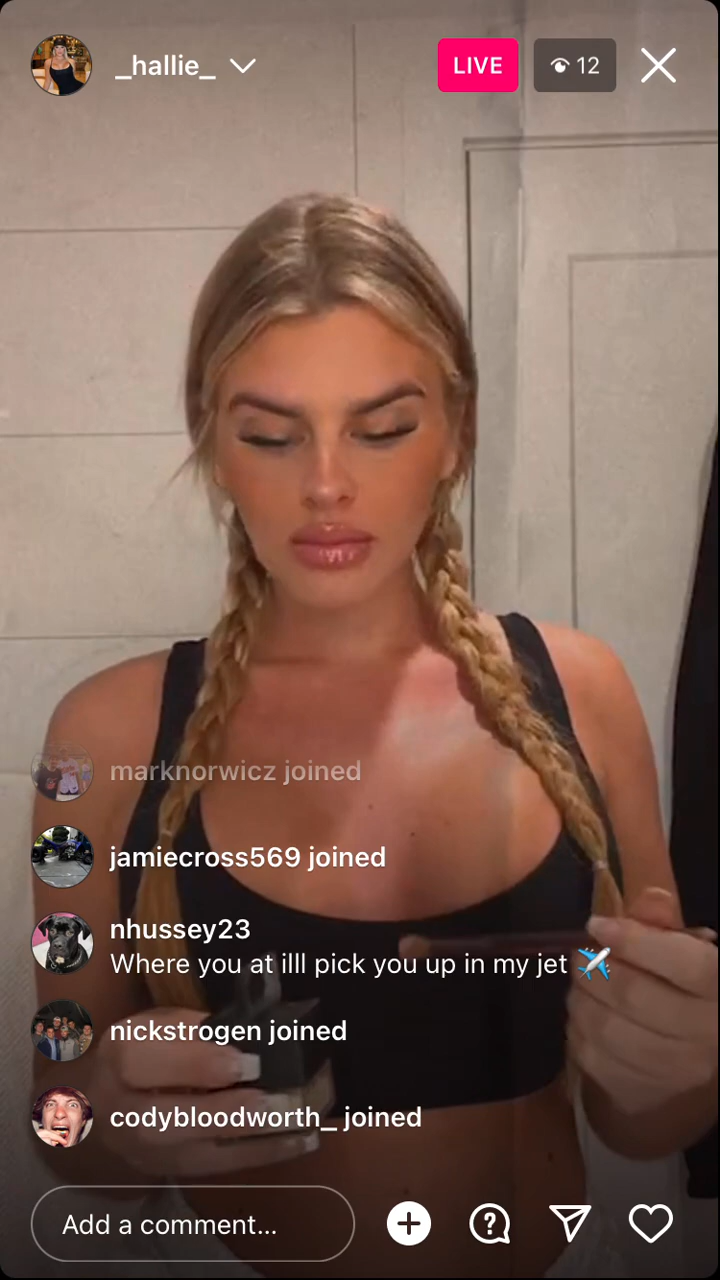 _hallie_
LIVE
12
marknorwicz joined
jamiecross569 joined
nhussey23
Where you at illl pick you up in my jet ✈️
nickstrogen joined
codybloodworth_ joined
Add a comment...